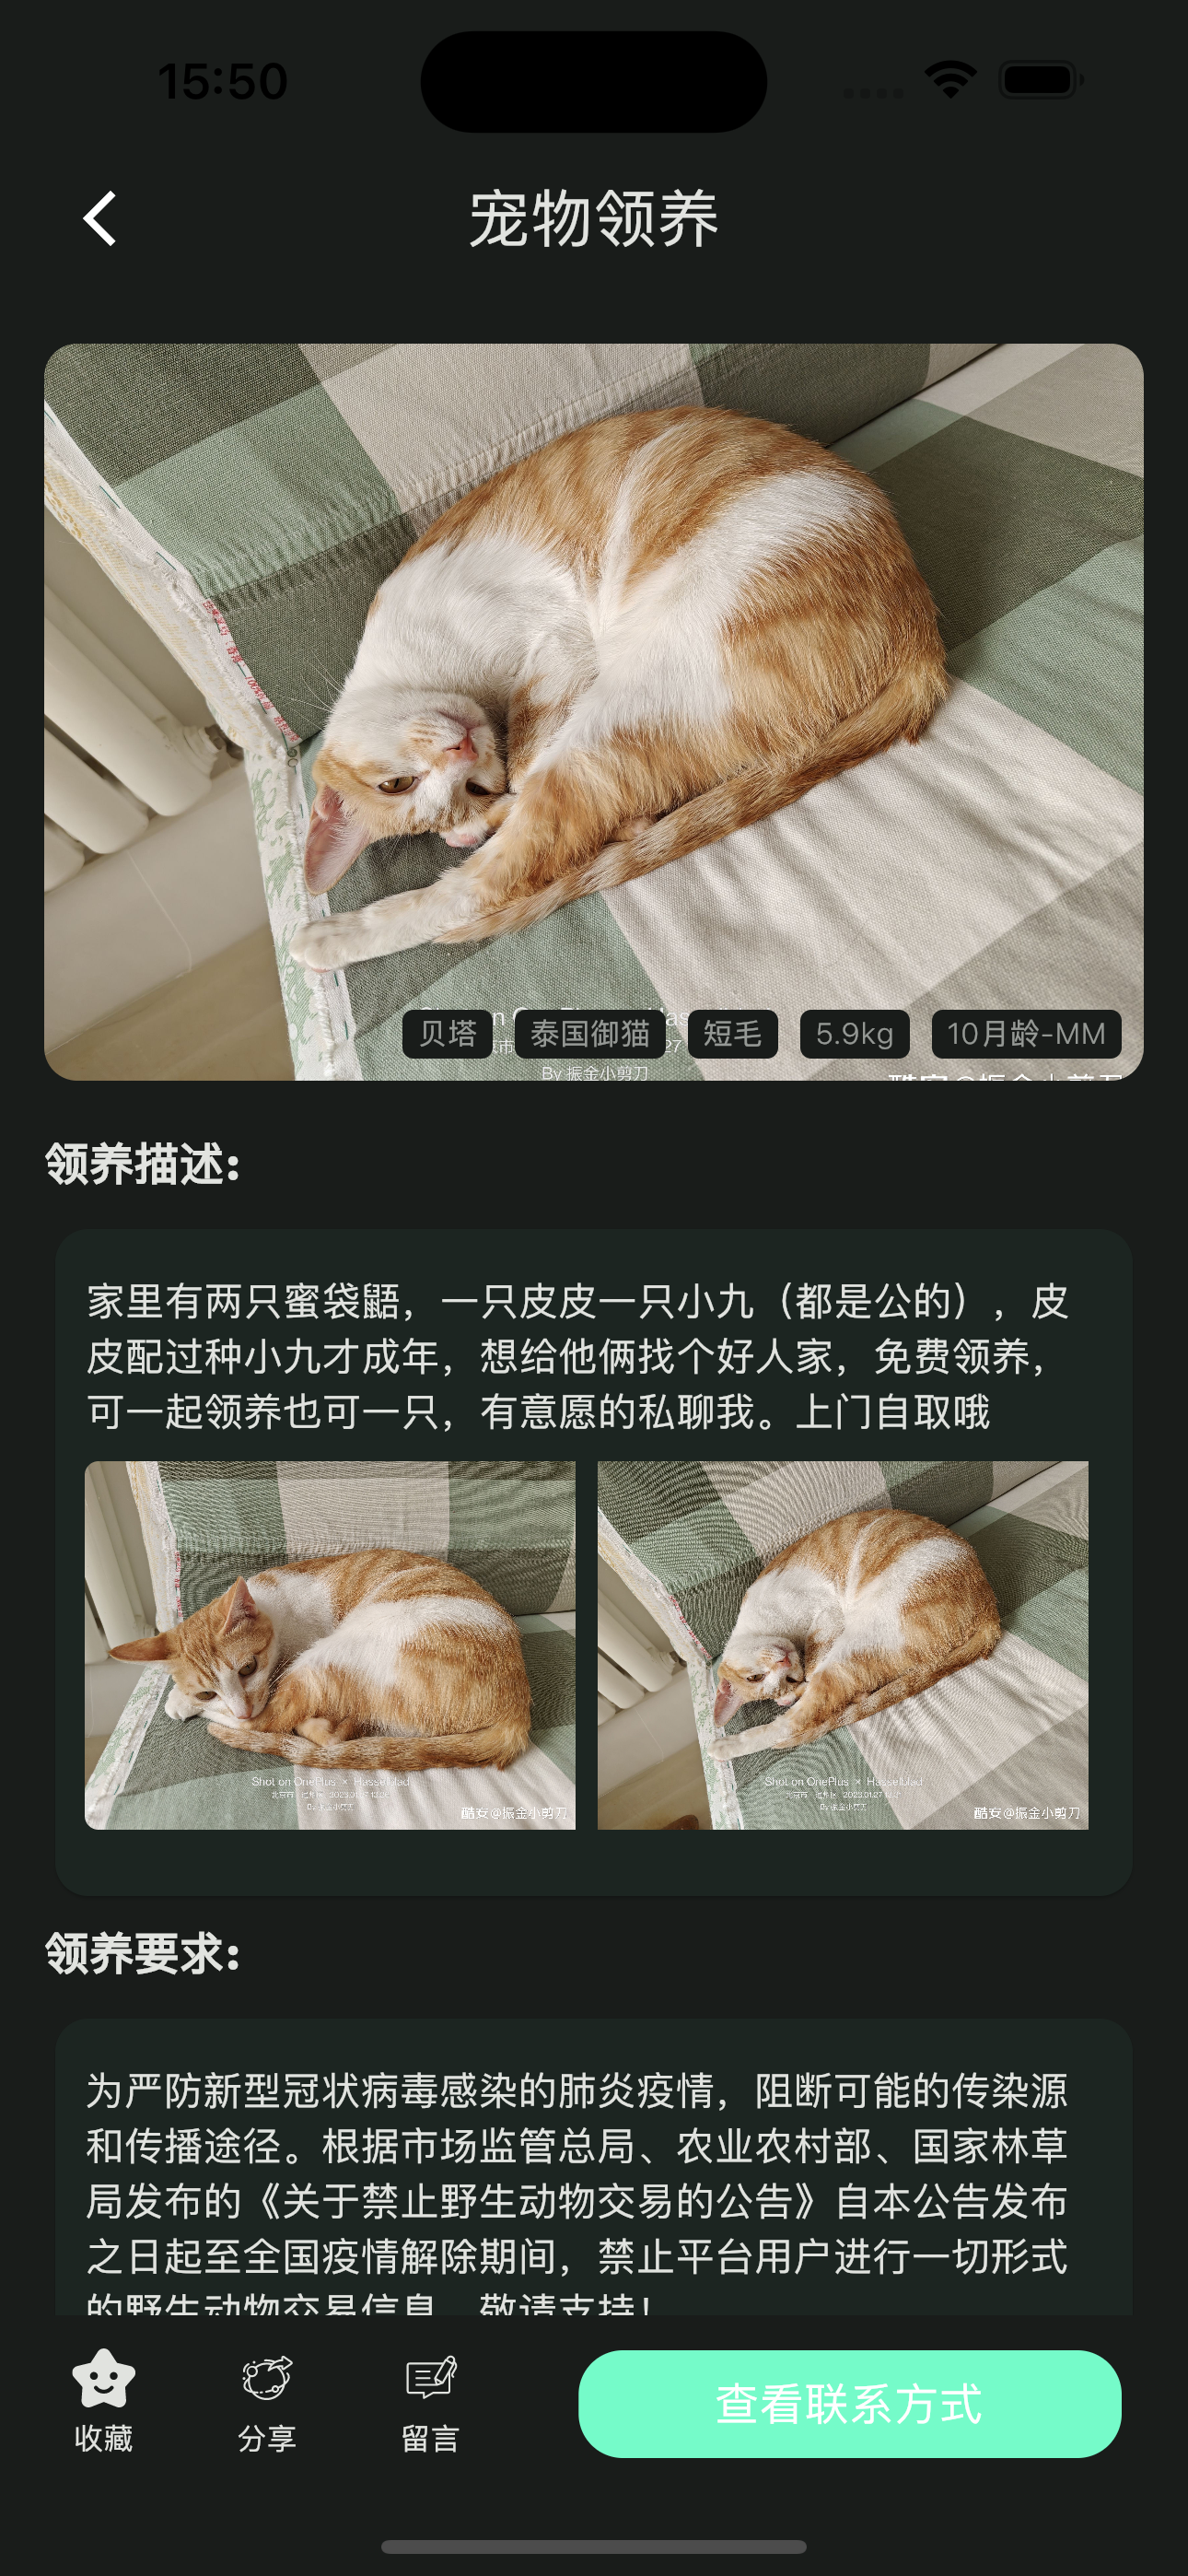 15:50
宠物领养
贝塔 泰国御猫 短毛 5.9kg 10月龄-MM
By 振金小剪刀
领养描述:
家里有两只蜜袋鼯，一只皮皮一只小九（都是公的），皮
皮配过种小九才成年，想给他俩找个好人家，免费领养，
可一起领养也可一只，有意愿的私聊我。上门自取哦
Shot on OnePlus × Hasselblad
酷安@振金小剪刀
Shot on OnePlus × Hasselblad
酷安@振金小剪刀
领养要求:
为严防新型冠状病毒感染的肺炎疫情，阻断可能的传染源
和传播途径。根据市场监管总局、农业农村部、国家林草
局发布的《关于禁止野生动物交易的公告》自本公告发布
之日起至全国疫情解除期间，禁止平台用户进行一切形式
的野生动物交易信息，敬请支持！
收藏 分享 留言 查看联系方式